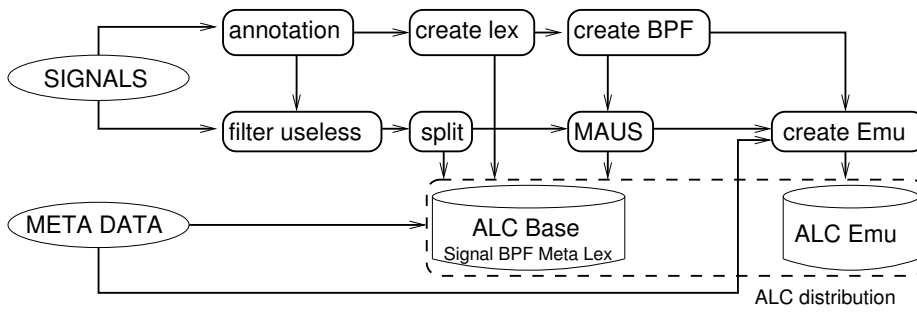 annotation
create lex
create BPF
SIGNALS
filter useless
split
MAUS
create Emu
META DATA
ALC Base
Signal BPF Meta Lex
ALC Emu
ALC distribution